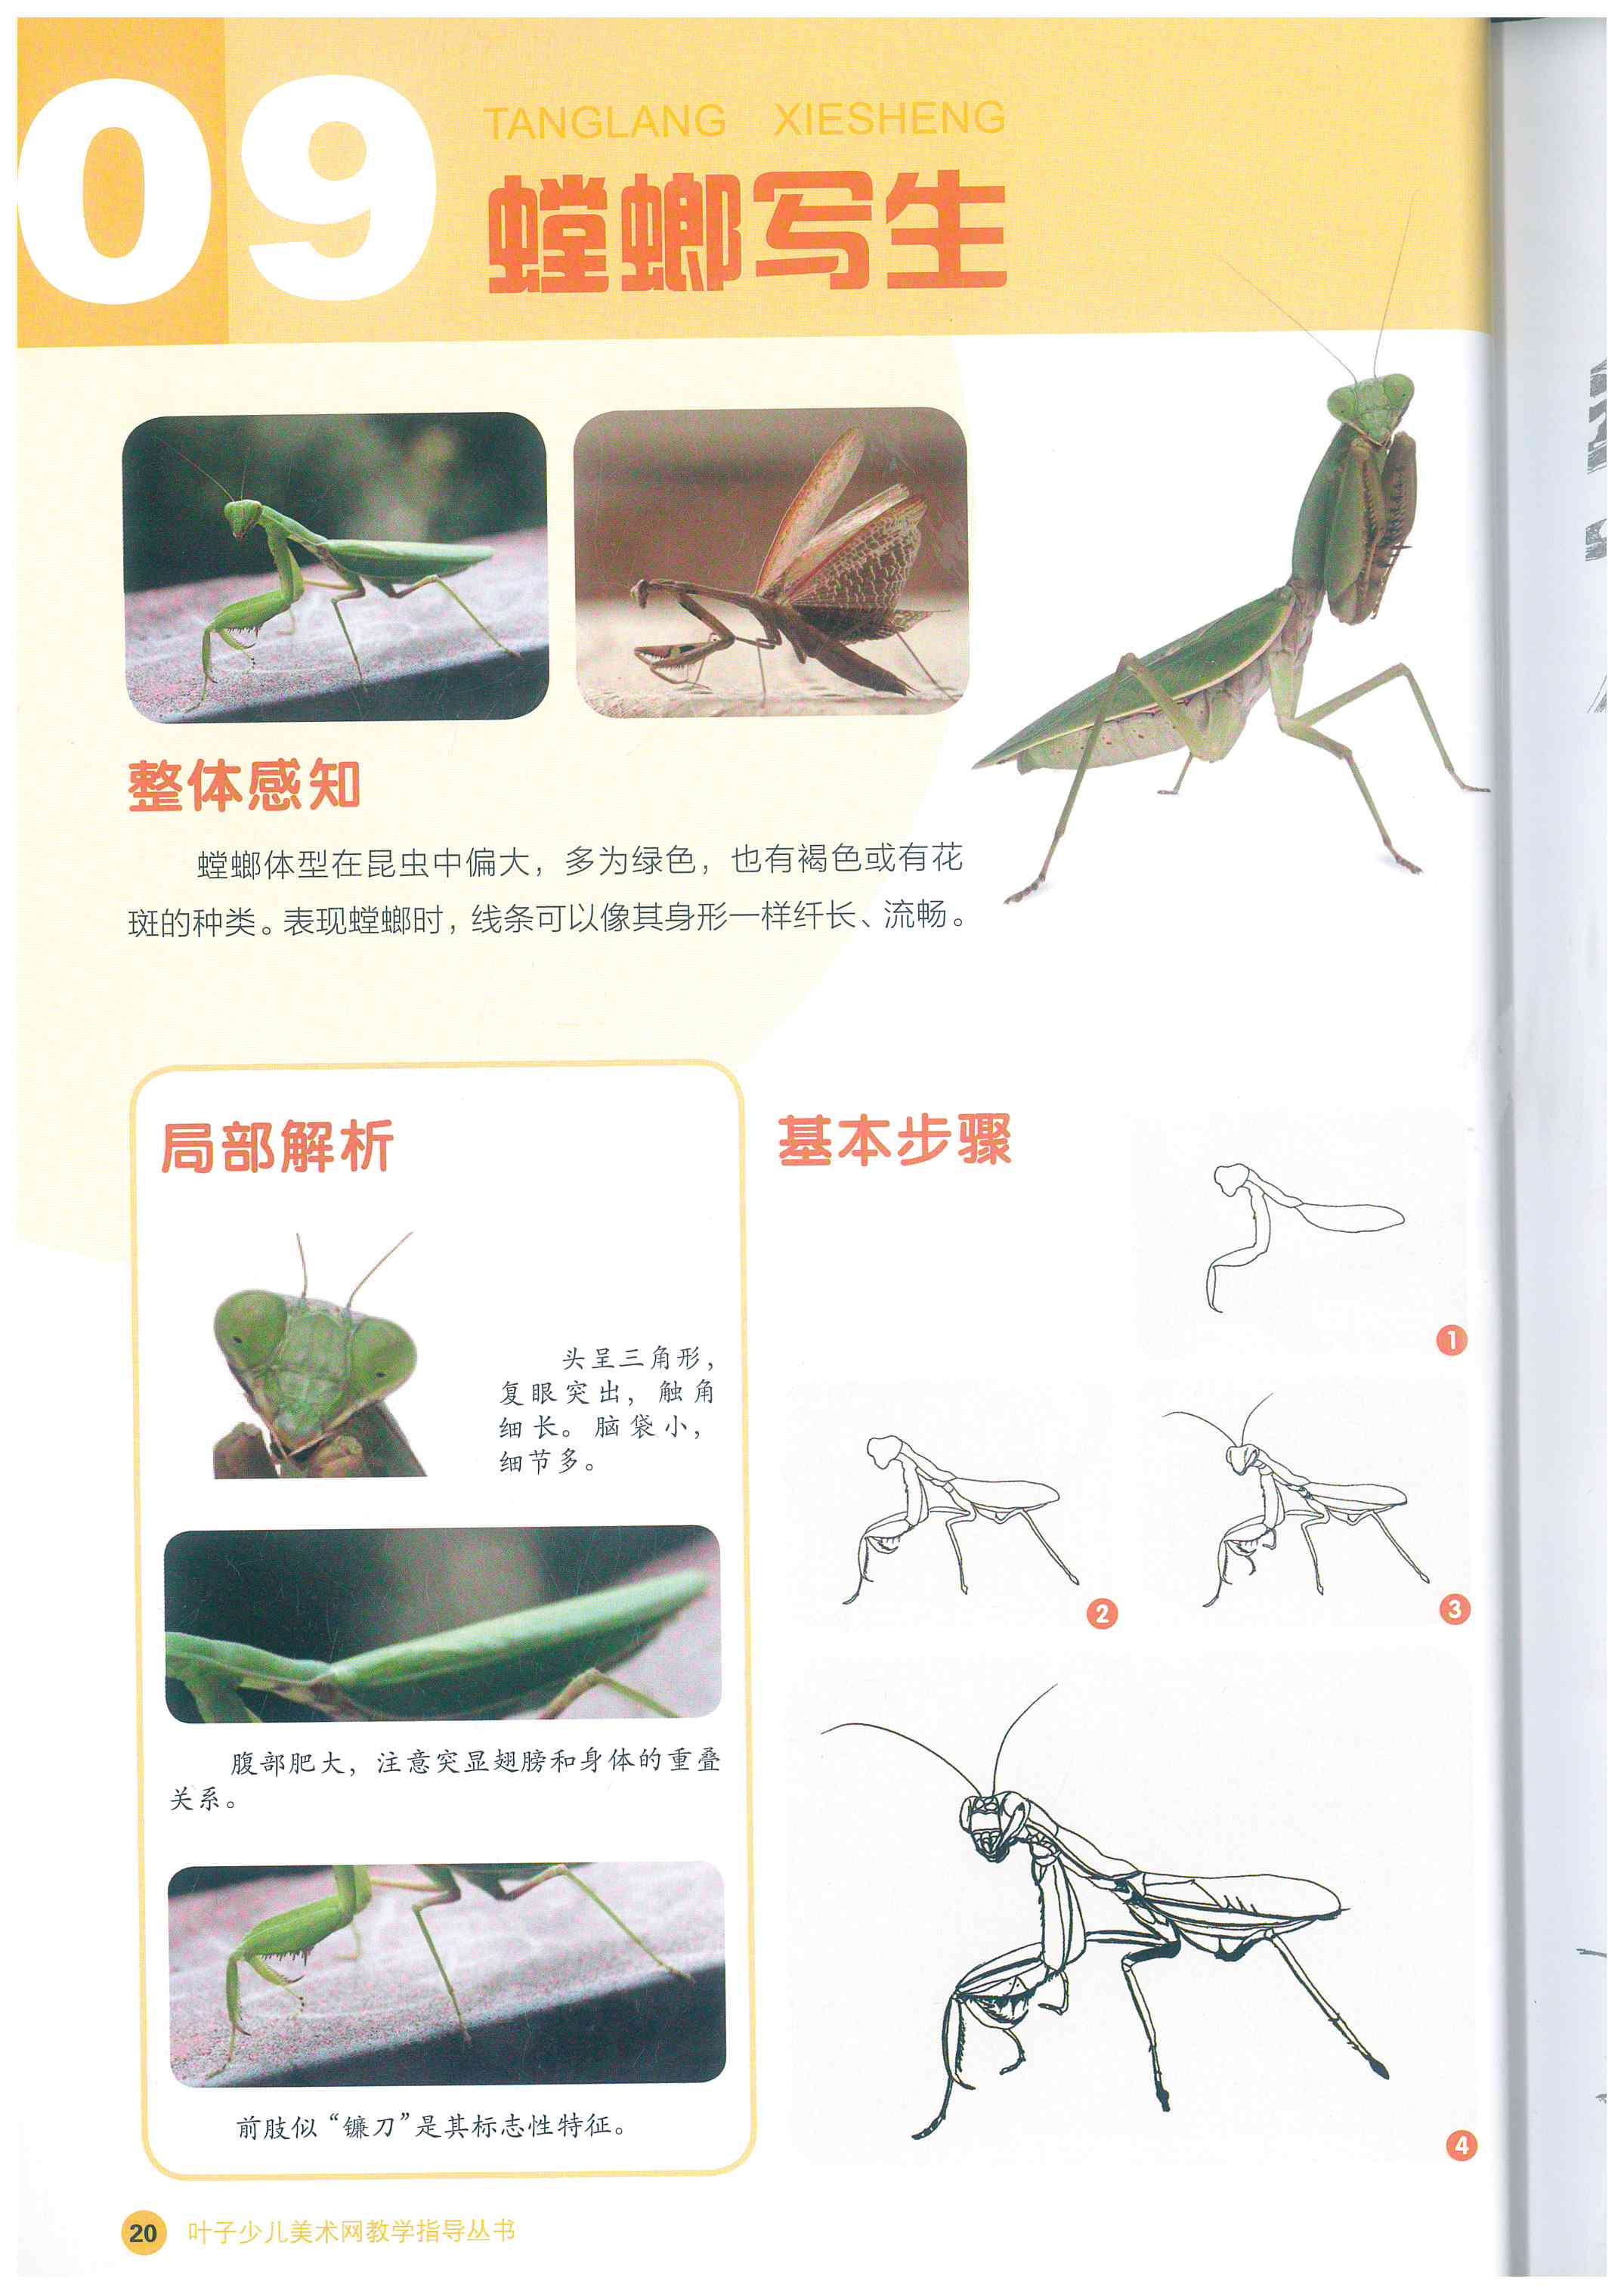 09
TANGLANG XIESHENG
螳螂写生
整体感知
螳螂体型在昆虫中偏大，多为绿色，也有褐色或有花
斑的种类。表现螳螂时，线条可以像其身形一样纤长、流畅。
局部解析
头呈三角形，
复眼突出，触角
细长。脑袋小，
细节多。
腹部肥大，注意突显翅膀和身体的重叠
关系。
前肢似“镰刀”是其标志性特征。
基本步骤
1
2
3
4
20 叶子少儿美术网教学指导丛书